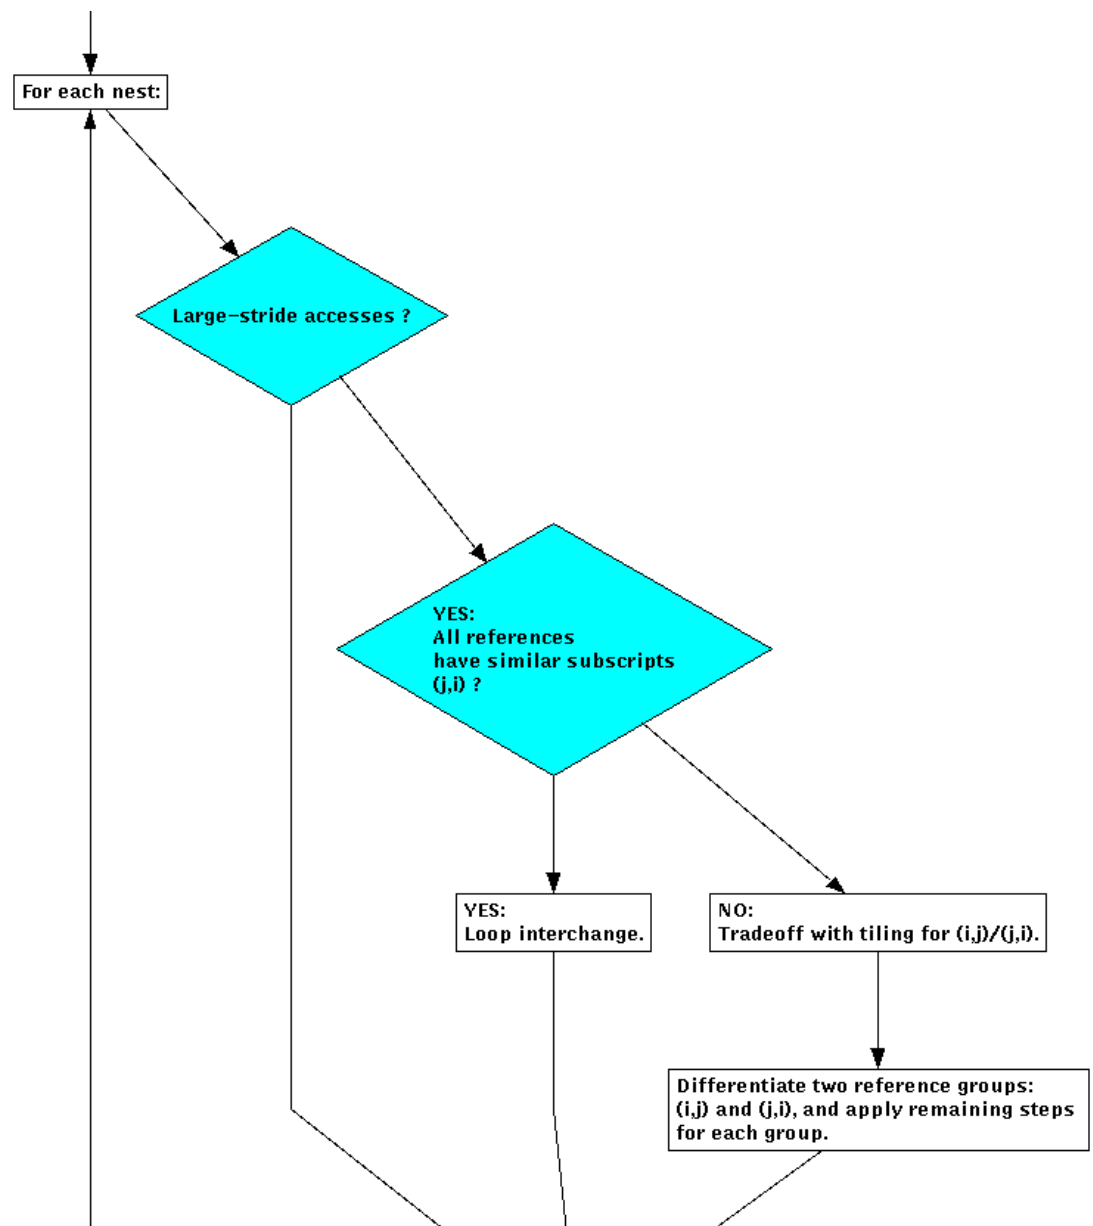 For each nest:
Large-stride accesses ?
YES:
All references
have similar subscripts
(j,i) ?
YES:
Loop interchange.
NO:
Tradeoff with tiling for (i,j)/(j,i).
Differentiate two reference groups:
(i,j) and (j,i), and apply remaining steps
for each group.